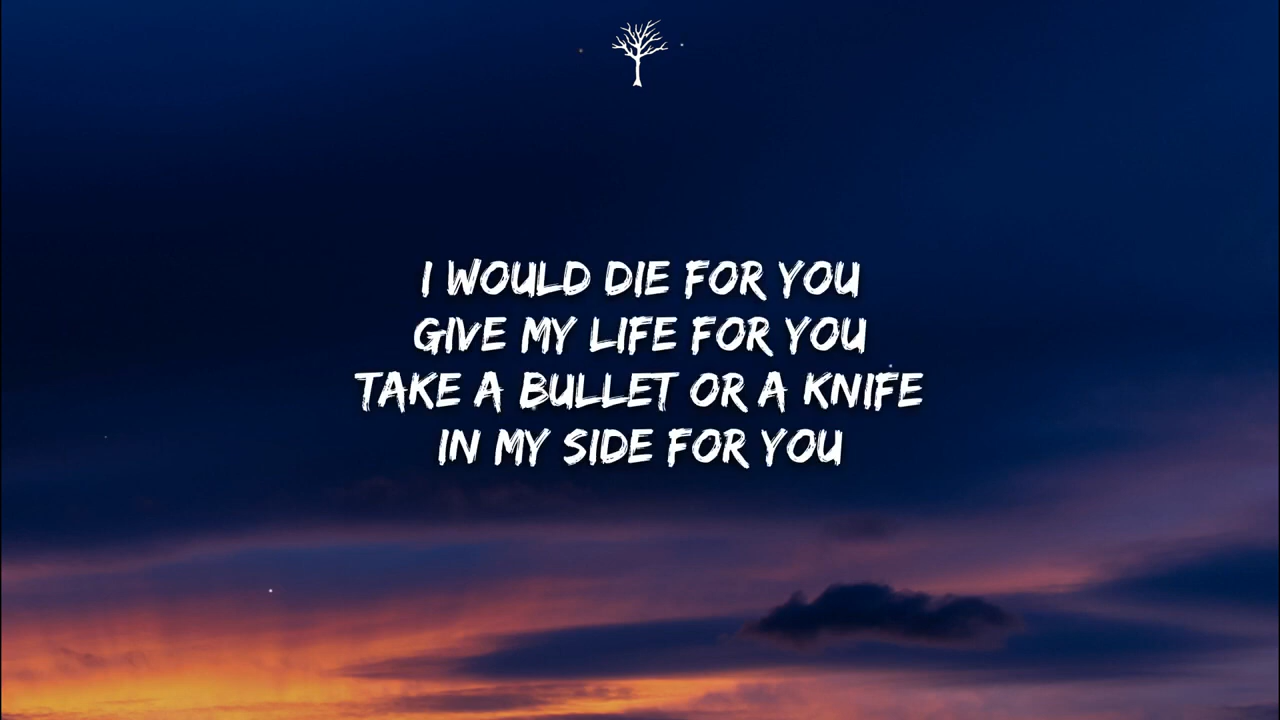 I WOULD DIE FOR YOU
GIVE MY LIFE FOR YOU
TAKE A BULLET OR A KNIFE
IN MY SIDE FOR YOU